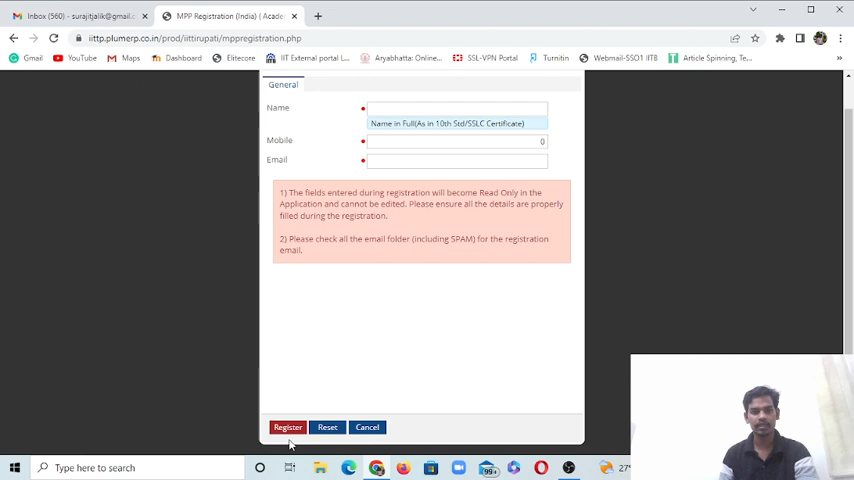 Inbox (560) - surajitjalik@gmail.c
MPP Registration (India) ( Acade
iittp.plumerp.co.in/prod/iittirupati/mppregistration.php
Gmail
YouTube
Maps
Dashboard
Elitecore
IIT External portal L...
Aryabhatta: Online...
SSL-VPN Portal
Turnitin
Webmail-SSO1 IITB
Article Spinning, Te...
General
Name
Name in Full(As in 10th Std/SSLC Certificate)
Mobile
0
Email
1) The fields entered during registration will become Read Only in the
Application and cannot be edited. Please ensure all the details are properly
filled during the registration.
2) Please check all the email folder (including SPAM) for the registration
email.
Register
Reset
Cancel
Type here to search
99+
27°